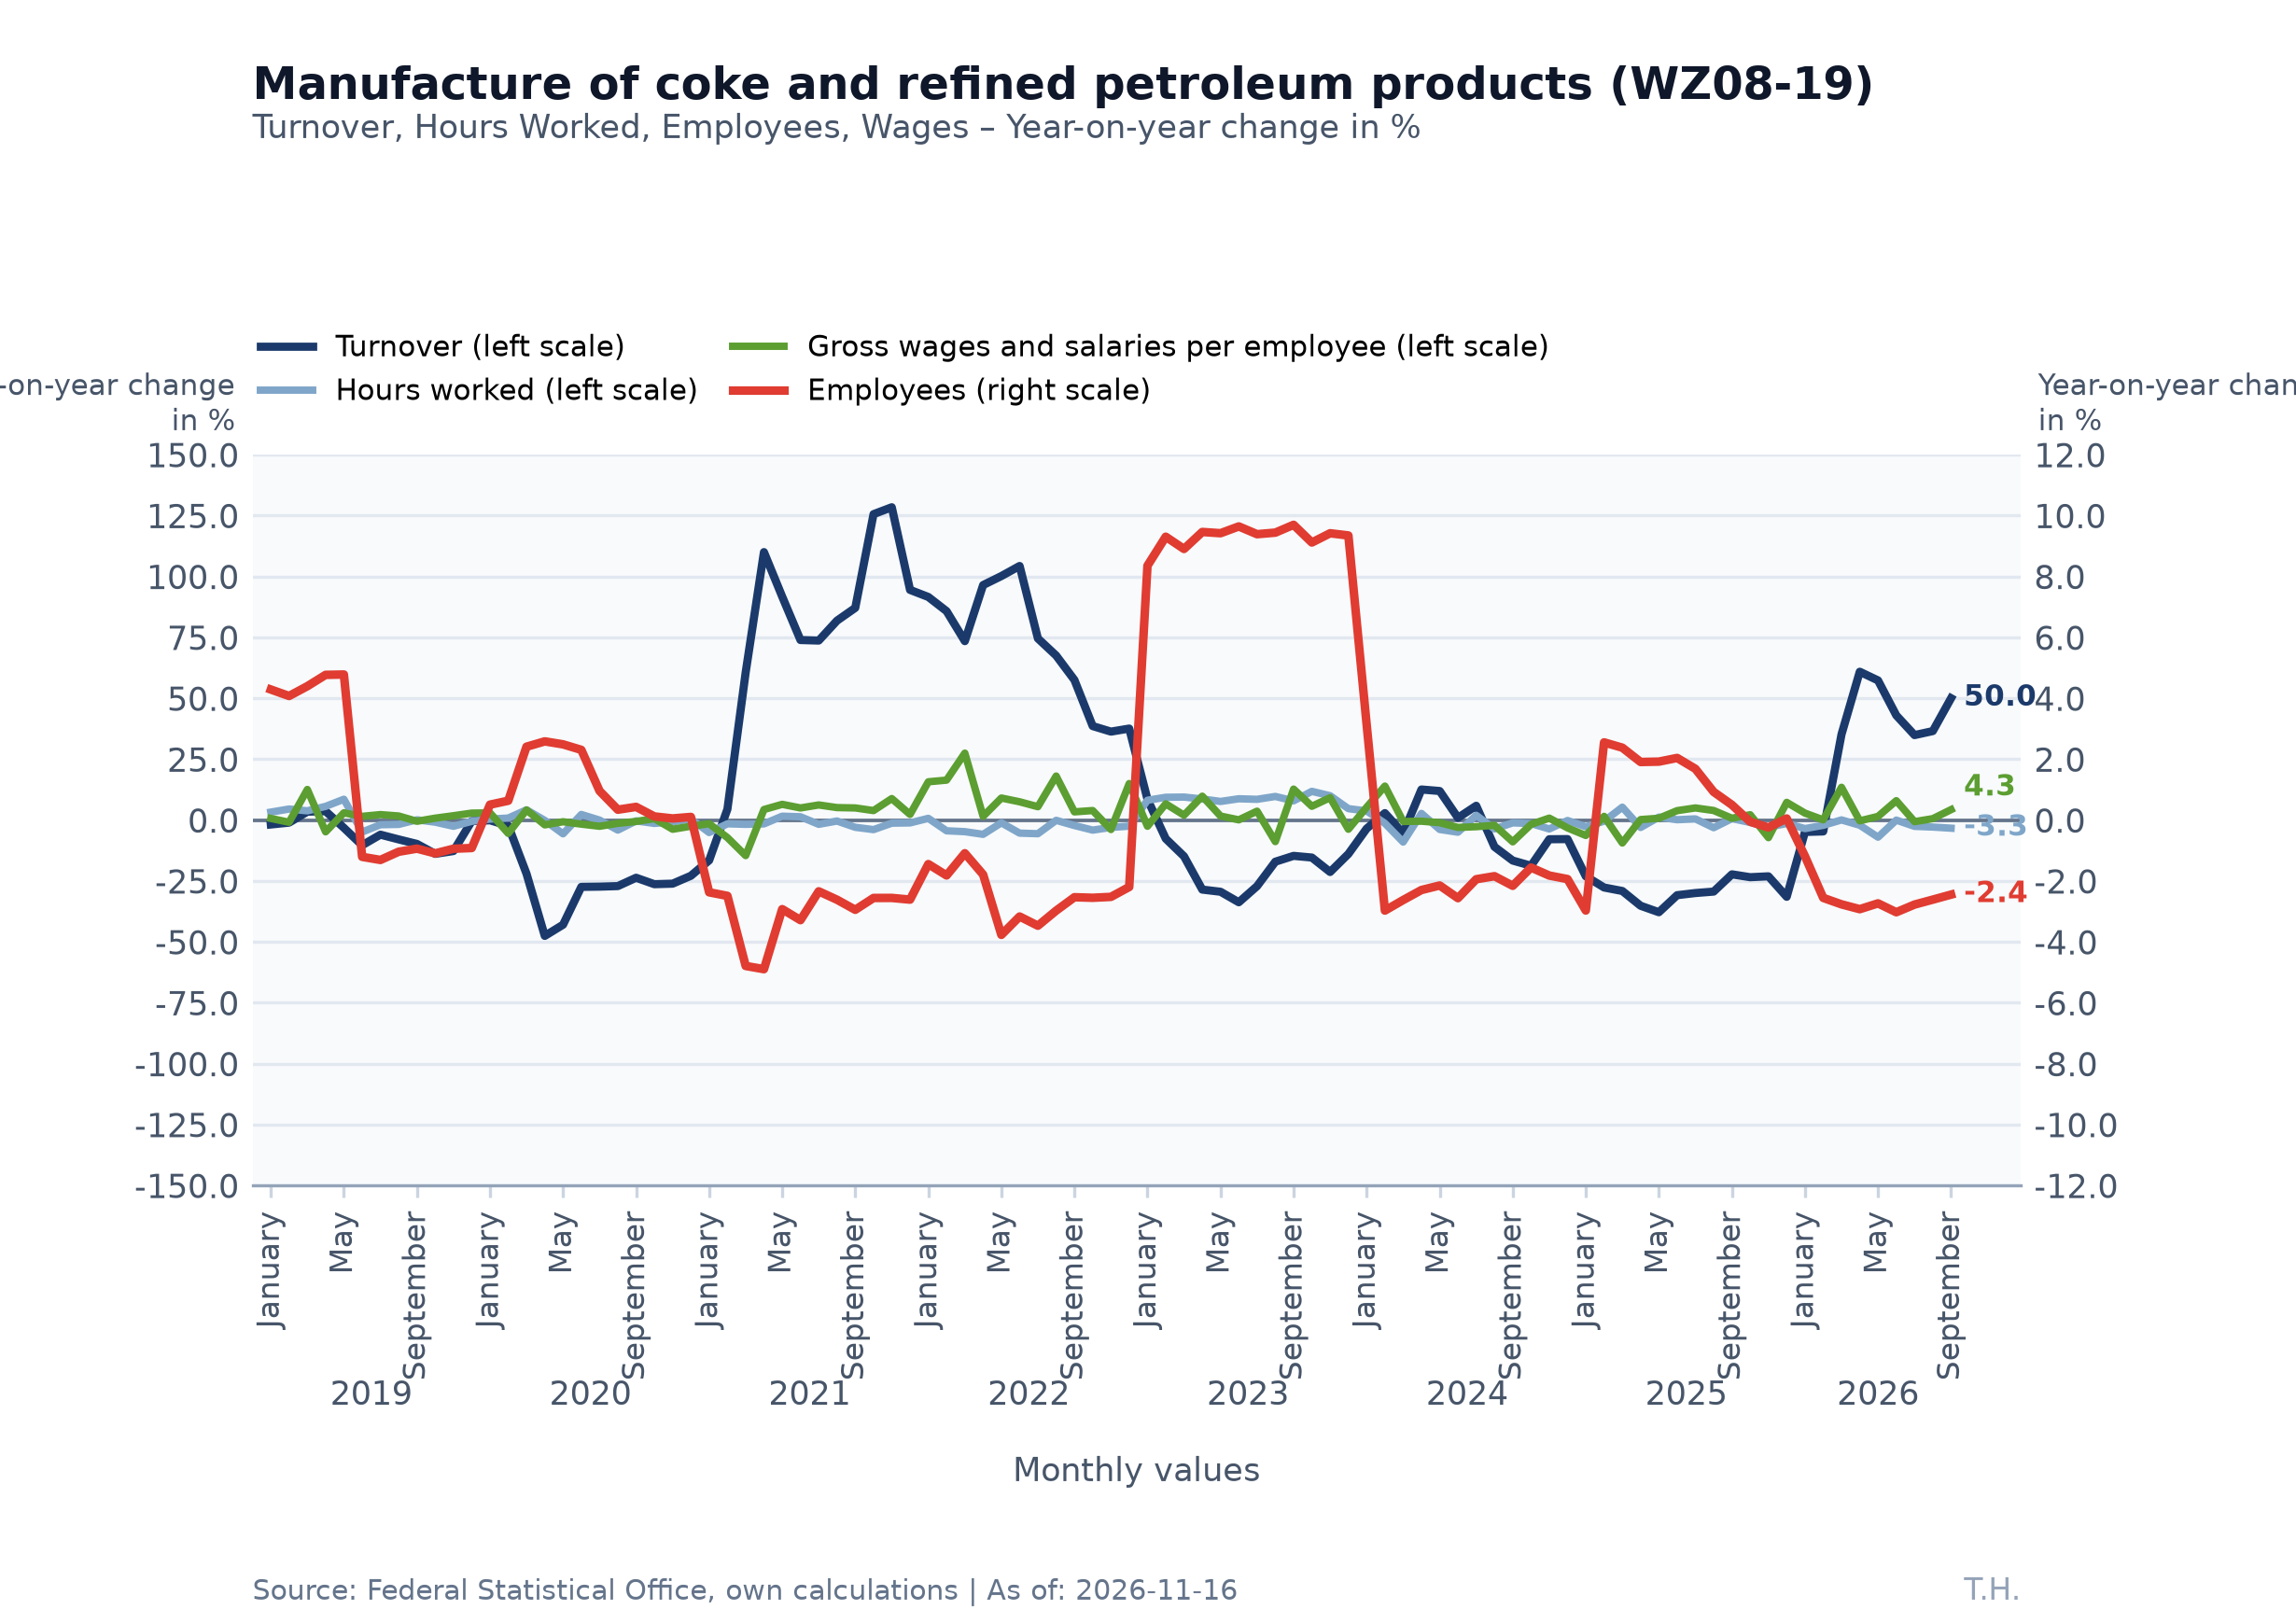 Manufacture of coke and refined petroleum products (WZ08-19)
Turnover, Hours Worked, Employees, Wages – Year-on-year change in %
Turnover (left scale)
Gross wages and salaries per employee (left scale)
Hours worked (left scale)
Employees (right scale)
-on-year change
in %
Year-on-year chan
in %
150.0
125.0
100.0
75.0
50.0
25.0
0.0
-25.0
-50.0
-75.0
-100.0
-125.0
-150.0
12.0
10.0
8.0
6.0
4.0
2.0
0.0
-2.0
-4.0
-6.0
-8.0
-10.0
-12.0
50.0
4.3
-3.3
-2.4
January
May
September
January
May
September
January
May
September
January
May
September
January
May
September
January
May
September
January
May
September
January
May
September
2019
2020
2021
2022
2023
2024
2025
2026
Monthly values
Source: Federal Statistical Office, own calculations | As of: 2026-11-16
T.H.